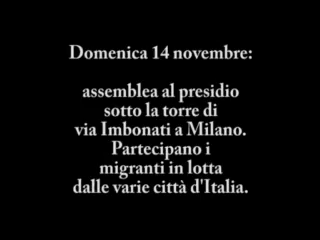 Domenica 14 novembre:
assemblea al presidio
sotto la torre di
via Imbonati a Milano.
Partecipano i
migranti in lotta
dalle varie città d'Italia.